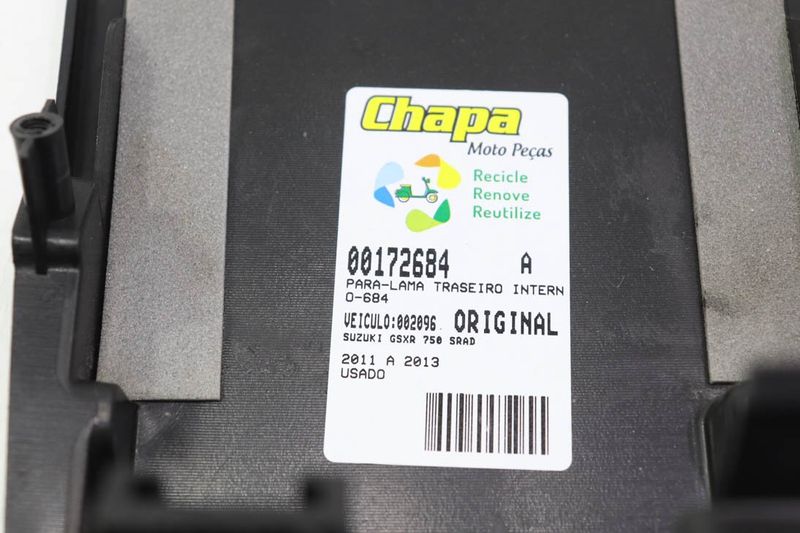 Chapa
Moto Peças
Recicle
Renove
Reutilize
00172684 A
PARA-LAMA TRASEIRO INTERN
O-684
VEICULO:002096 ORIGINAL
SUZUKI GSXR 750 SRAD
2011 A 2013
USADO